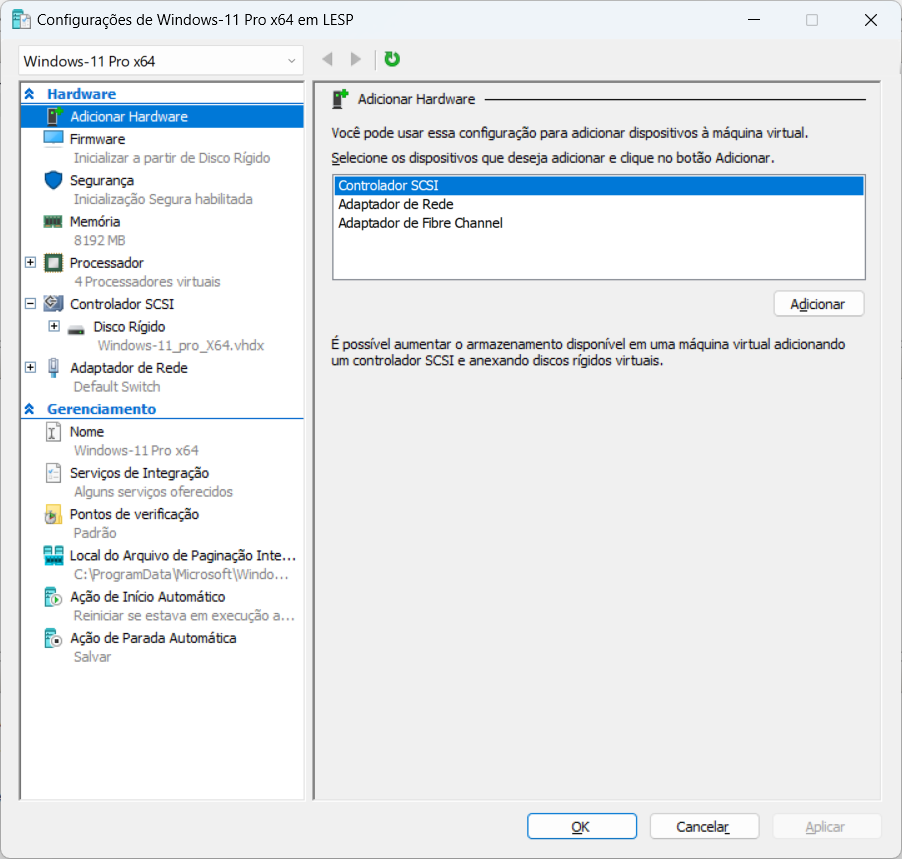 Configurações de Windows-11 Pro x64 em LESP
Windows-11 Pro x64
Hardware
Adicionar Hardware
Firmware
Inicializar a partir de Disco Rígido
Segurança
Inicialização Segura habilitada
Memória
8192 MB
Processador
4 Processadores virtuais
Controlador SCSI
Disco Rígido
Windows-11_pro_X64.vhdx
Adaptador de Rede
Default Switch
Gerenciamento
Nome
Windows-11 Pro x64
Serviços de Integração
Alguns serviços oferecidos
Pontos de verificação
Padrão
Local do Arquivo de Paginação Inte...
C:\ProgramData\Microsoft\Windo...
Ação de Início Automático
Reiniciar se estava em execução a...
Ação de Parada Automática
Salvar
Adicionar Hardware
Você pode usar essa configuração para adicionar dispositivos à máquina virtual.
Selecione os dispositivos que deseja adicionar e clique no botão Adicionar.
Controlador SCSI
Adaptador de Rede
Adaptador de Fibre Channel
Adicionar
É possível aumentar o armazenamento disponível em uma máquina virtual adicionando
um controlador SCSI e anexando discos rígidos virtuais.
OK
Cancelar
Aplicar